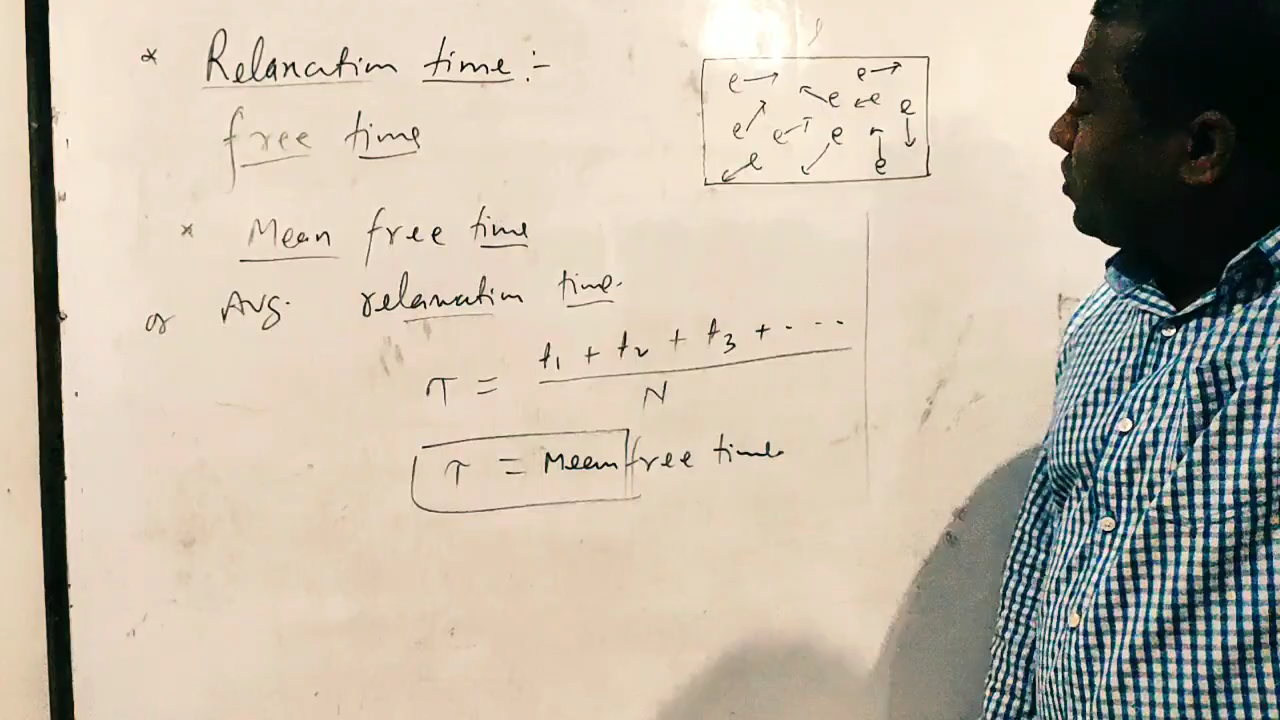 * Relaxation time :-
free time
* Mean free time
or Avg. relaxation time.
τ = t1 + t2 + t3 + ....
N
τ = Mean free time
e e
e e e
e e e
e e